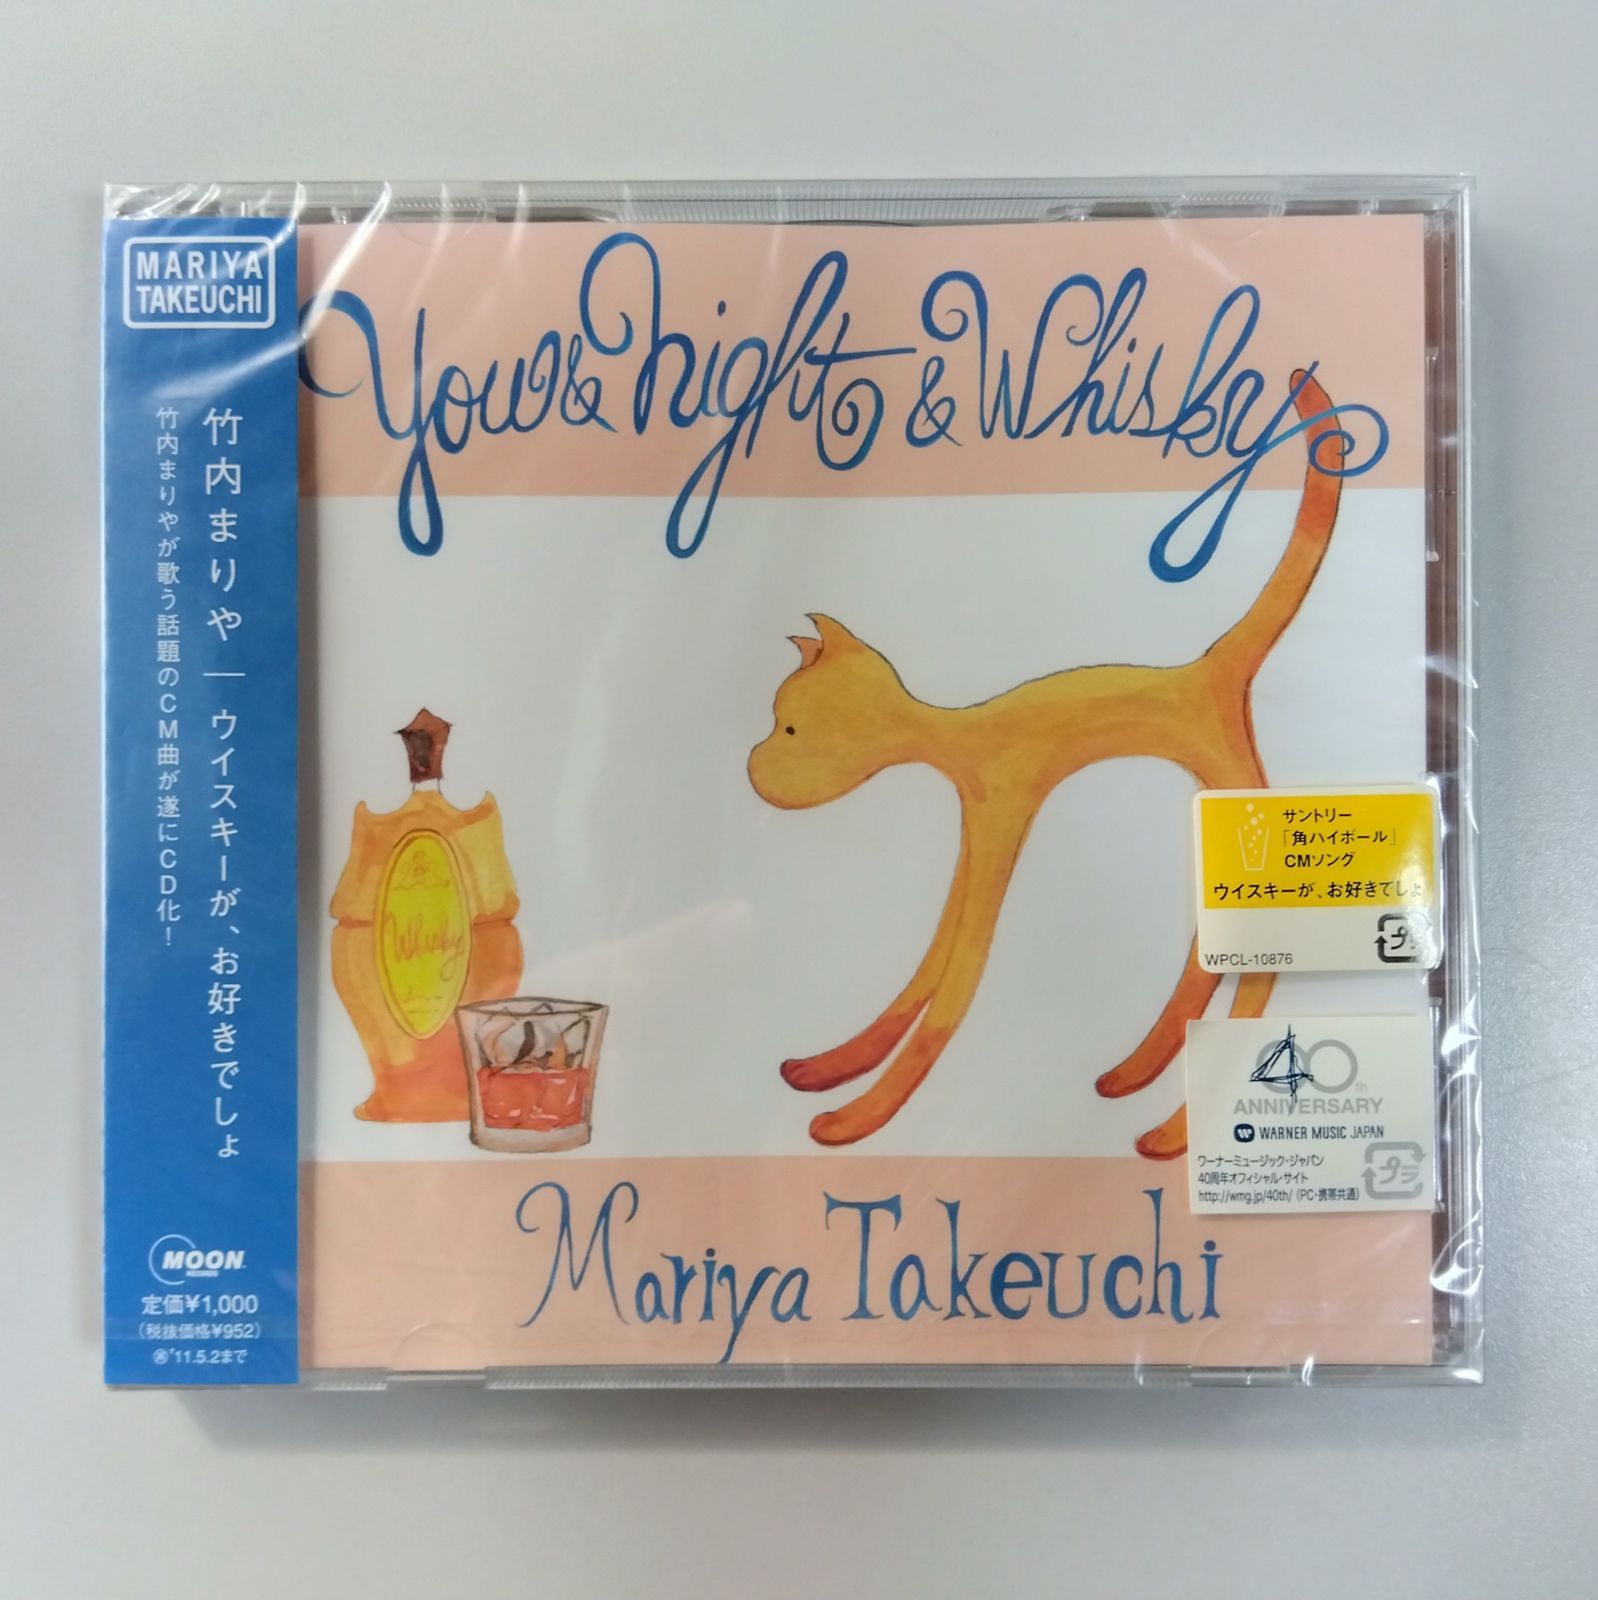 MARIYA
TAKEUCHI
竹内まりや｜ウイスキーが、お好きでしょ
竹内まりやが歌う話題のCM曲が遂にCD化!
MOON
RECORDS
定価¥1,000
(税抜価格¥952)
'11.5.2まで
You & Night & Whisky
Whisky
サントリー
「角ハイボール」
CMソング
ウイスキーが、お好きでしょ
プラ
WPCL-10876
40th
ANNIVERSARY
WARNER MUSIC JAPAN
ワーナーミュージック・ジャパン
40周年オフィシャル・サイト
http://wmg.jp/40th/ (PC・携帯共通)
プラ
Mariya Takeuchi